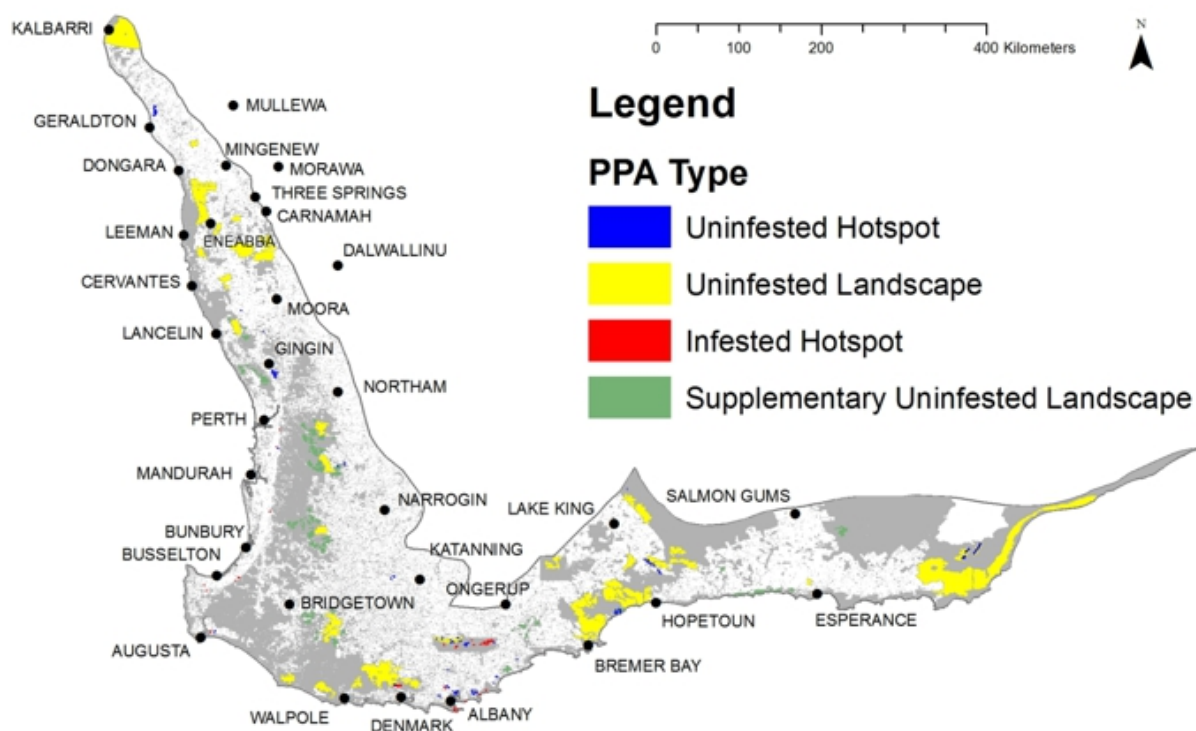 KALBARRI
0 100 200 400 Kilometers
N
MULLEWA
GERALDTON
Legend
MINGENEW
DONGARA
MORAWA
PPA Type
THREE SPRINGS
CARNAMAH
Uninfested Hotspot
LEEMAN
ENEABBA
DALWALLINU
CERVANTES
Uninfested Landscape
MOORA
LANCELIN
Infested Hotspot
GINGIN
NORTHAM
Supplementary Uninfested Landscape
PERTH
MANDURAH
NARROGIN
LAKE KING
SALMON GUMS
BUNBURY
BUSSELTON
KATANNING
ONGERUP
BRIDGETOWN
HOPETOUN
ESPERANCE
AUGUSTA
BREMER BAY
WALPOLE
DENMARK
ALBANY